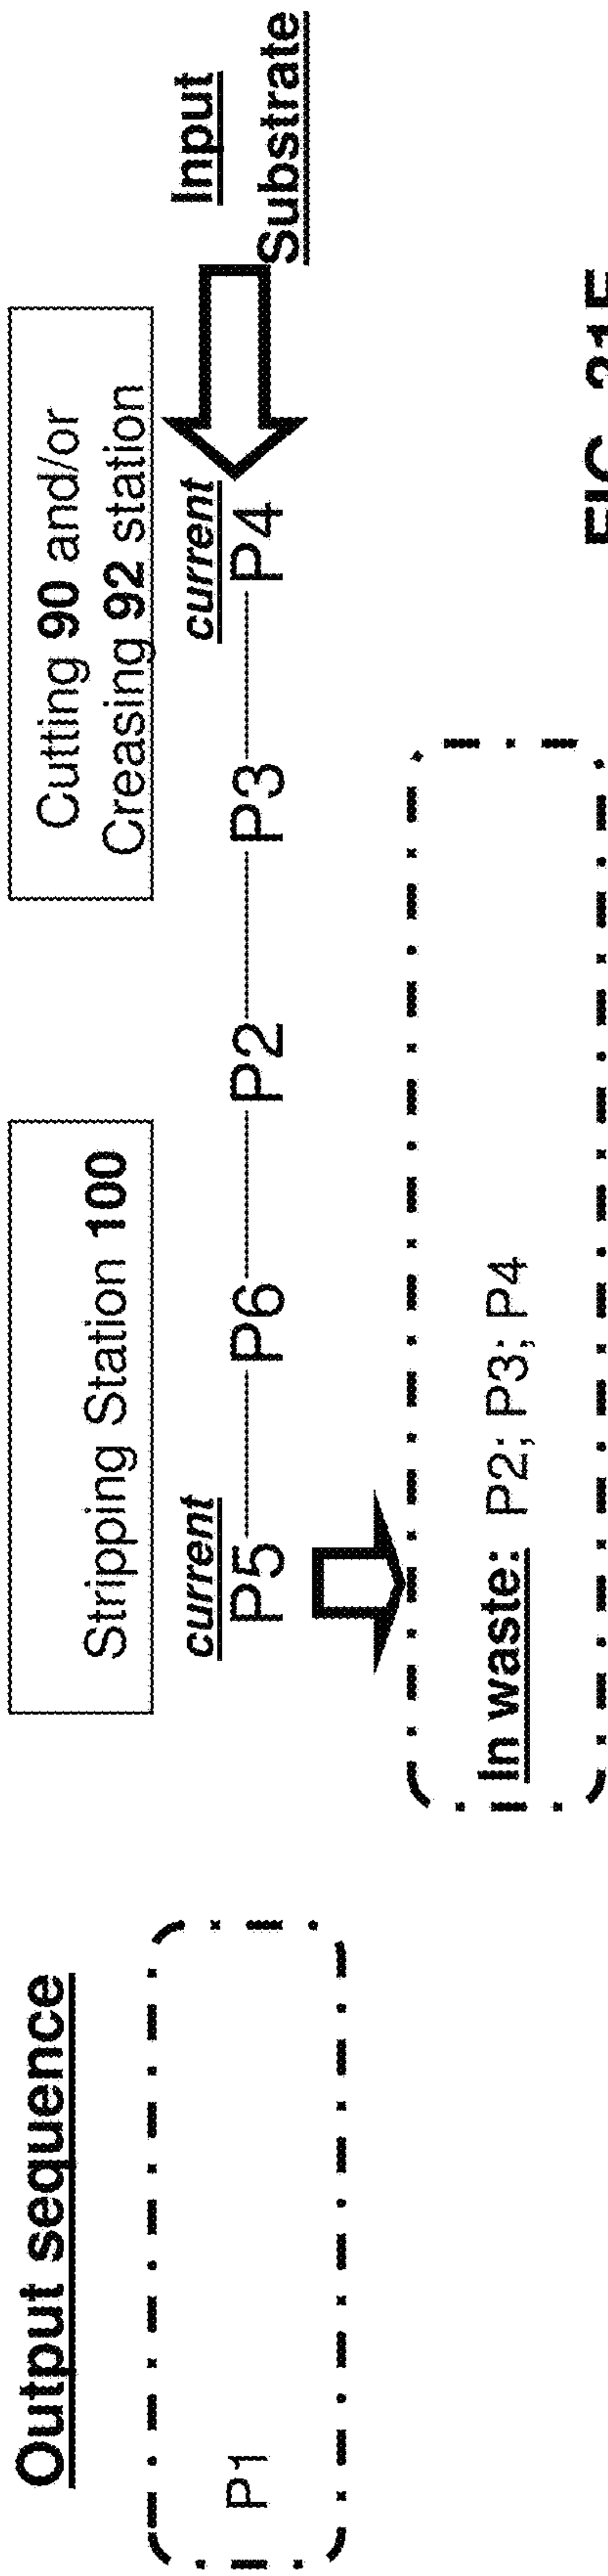 Output sequence
P1
Stripping Station 100
Cutting 90 and/or
Creasing 92 station
current
current
P5 P6 P2 P3 P4
Input
Substrate
In waste: P2; P3; P4